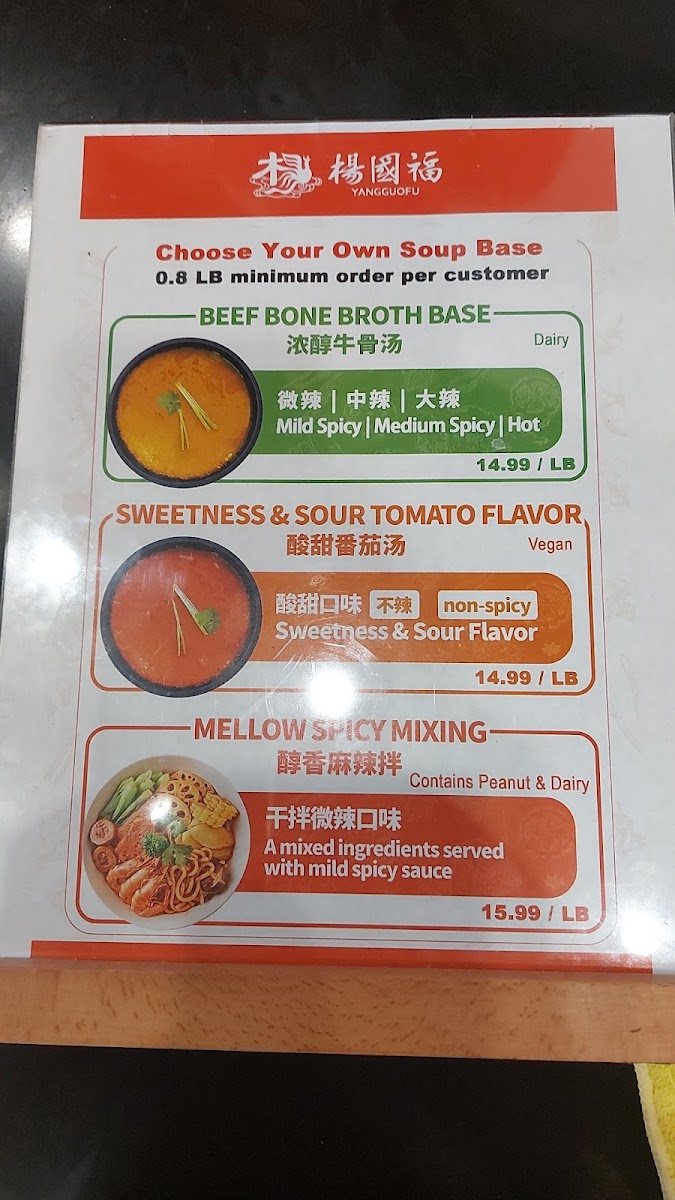 楊國福
YANGGUOFU
Choose Your Own Soup Base
0.8 LB minimum order per customer
BEEF BONE BROTH BASE
浓醇牛骨汤
Dairy
微辣 | 中辣 | 大辣
Mild Spicy | Medium Spicy | Hot
14.99 / LB
SWEETNESS & SOUR TOMATO FLAVOR
酸甜番茄汤
Vegan
酸甜口味 不辣 non-spicy
Sweetness & Sour Flavor
14.99 / LB
MELLOW SPICY MIXING
醇香麻辣拌
Contains Peanut & Dairy
干拌微辣口味
A mixed ingredients served
with mild spicy sauce
15.99 / LB